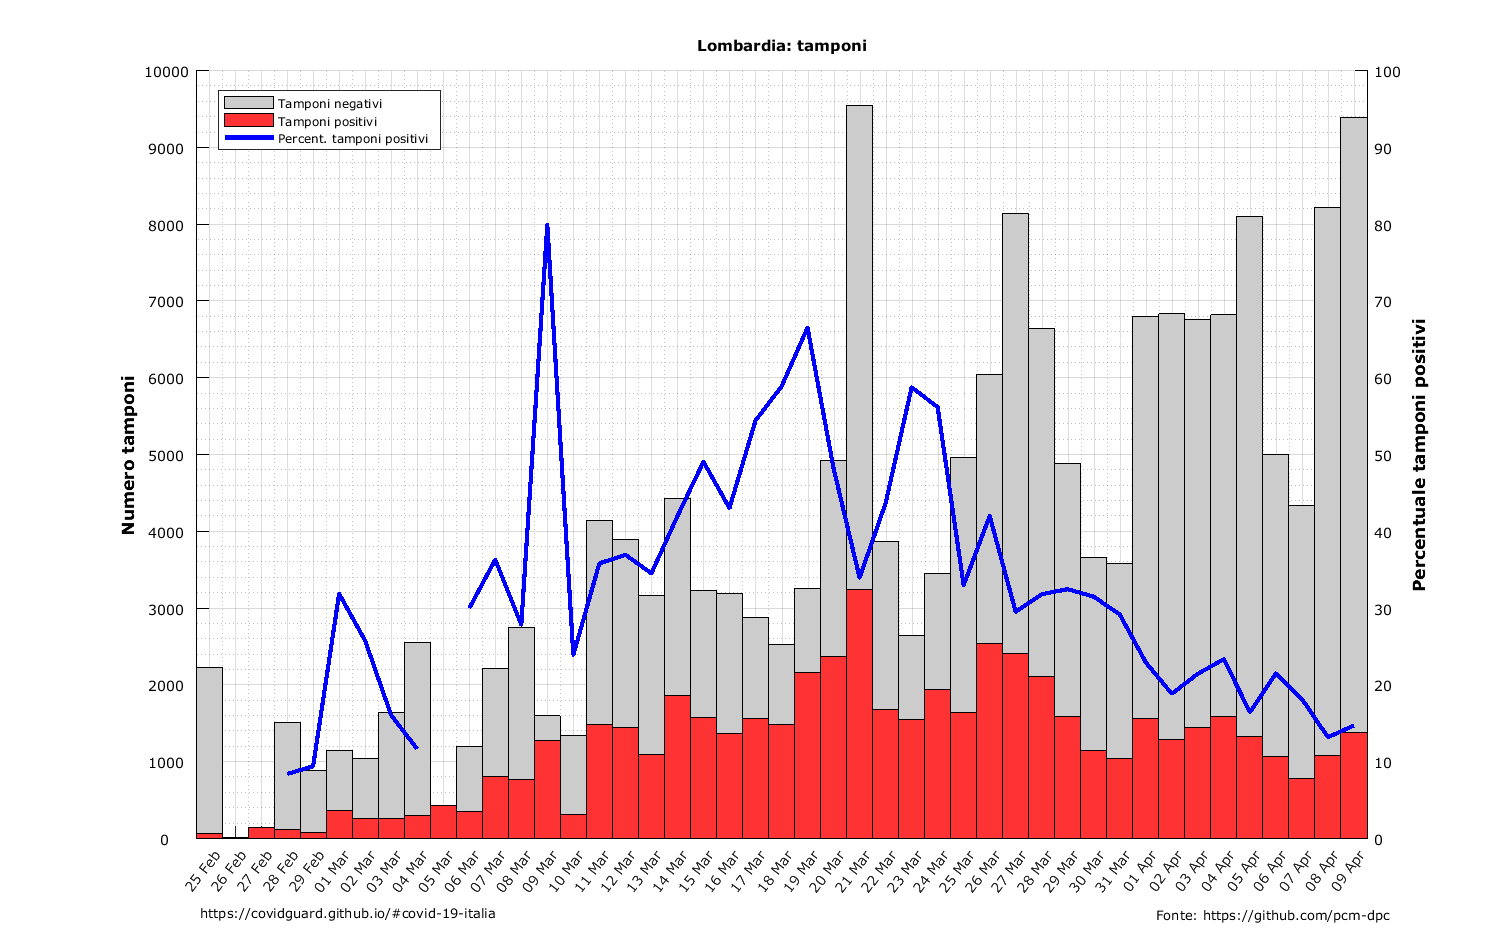 Lombardia: tamponi
Tamponi negativi
Tamponi positivi
Percent. tamponi positivi
Numero tamponi
10000
9000
8000
7000
6000
5000
4000
3000
2000
1000
0
Percentuale tamponi positivi
100
90
80
70
60
50
40
30
20
10
0
25 Feb
26 Feb
27 Feb
28 Feb
29 Feb
01 Mar
02 Mar
03 Mar
04 Mar
05 Mar
06 Mar
07 Mar
08 Mar
09 Mar
10 Mar
11 Mar
12 Mar
13 Mar
14 Mar
15 Mar
16 Mar
17 Mar
18 Mar
19 Mar
20 Mar
21 Mar
22 Mar
23 Mar
24 Mar
25 Mar
26 Mar
27 Mar
28 Mar
29 Mar
30 Mar
31 Mar
01 Apr
02 Apr
03 Apr
04 Apr
05 Apr
06 Apr
07 Apr
08 Apr
09 Apr
https://covidguard.github.io/#covid-19-italia
Fonte: https://github.com/pcm-dpc